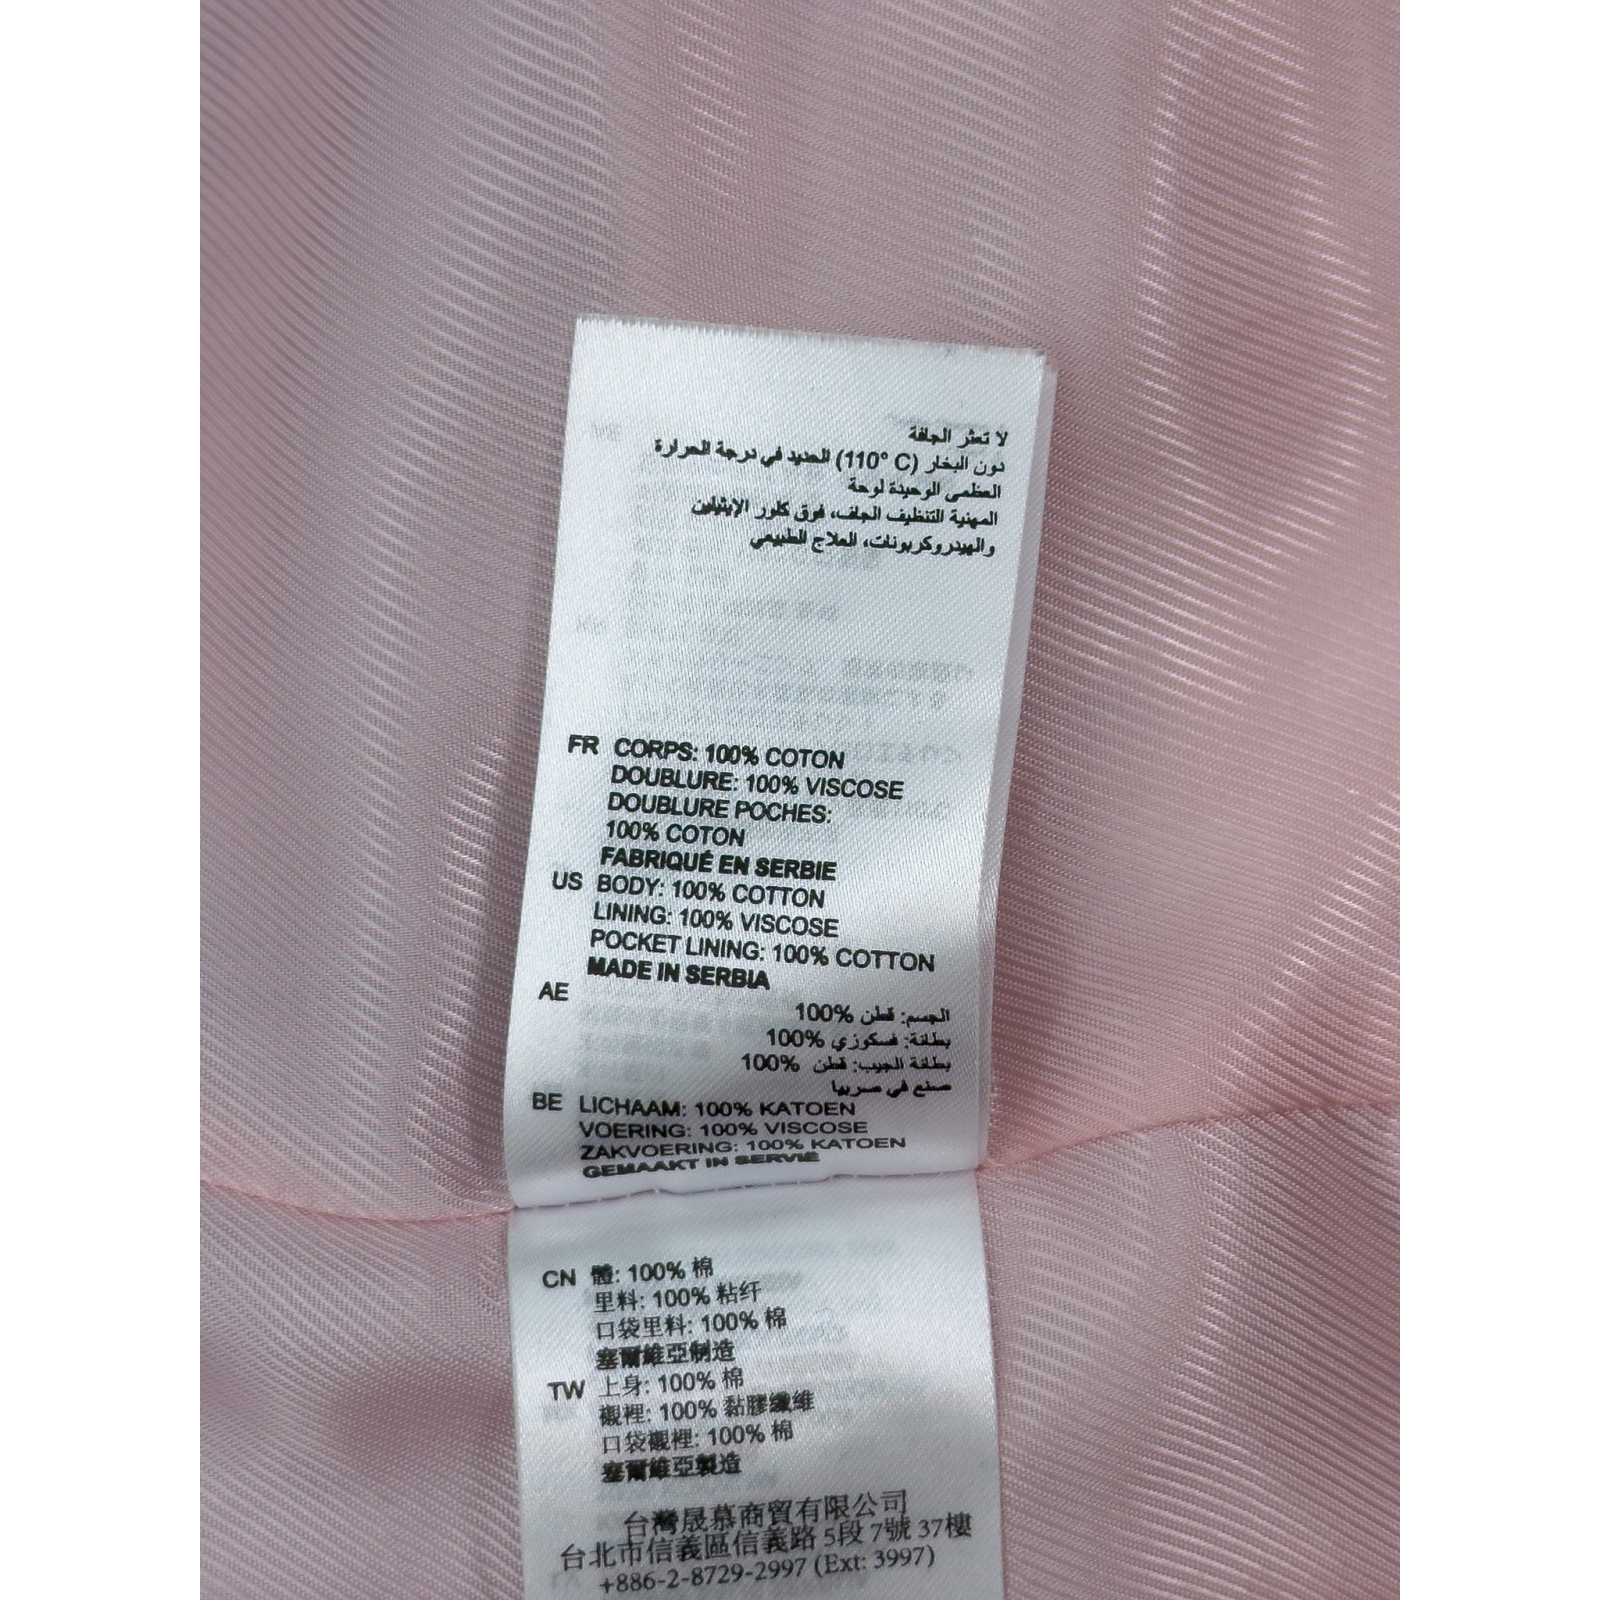 لا تعثر الجافة
دون البخار (110° C) الحديد في درجة الحرارة
العظمى الوحيدة لوحة
المهنية التنظيف الجاف، فوق كلور الإيثيلين
والهيدروكربونات، العلاج الطبيعي
FR CORPS: 100% COTON
DOUBLURE: 100% VISCOSE
DOUBLURE POCHES:
100% COTON
FABRIQUÉ EN SERBIE
US BODY: 100% COTTON
LINING: 100% VISCOSE
POCKET LINING: 100% COTTON
MADE IN SERBIA
AE
الجسم: قطن %100
بطانة: فسكوزي %100
بطانة الجيب: قطن %100
صنع في صربيا
BE LICHAAM: 100% KATOEN
VOERING: 100% VISCOSE
ZAKVOERING: 100% KATOEN
GEMAAKT IN SERVIË
CN 體: 100% 棉
里料: 100% 粘纤
口袋里料: 100% 棉
塞爾維亞制造
TW 上身: 100% 棉
襯裡: 100% 黏膠纖維
口袋襯裡: 100% 棉
塞爾維亞製造
台灣晟慕商貿有限公司
台北市信義區信義路 5段 7號 37樓
+886-2-8729-2997 (Ext: 3997)